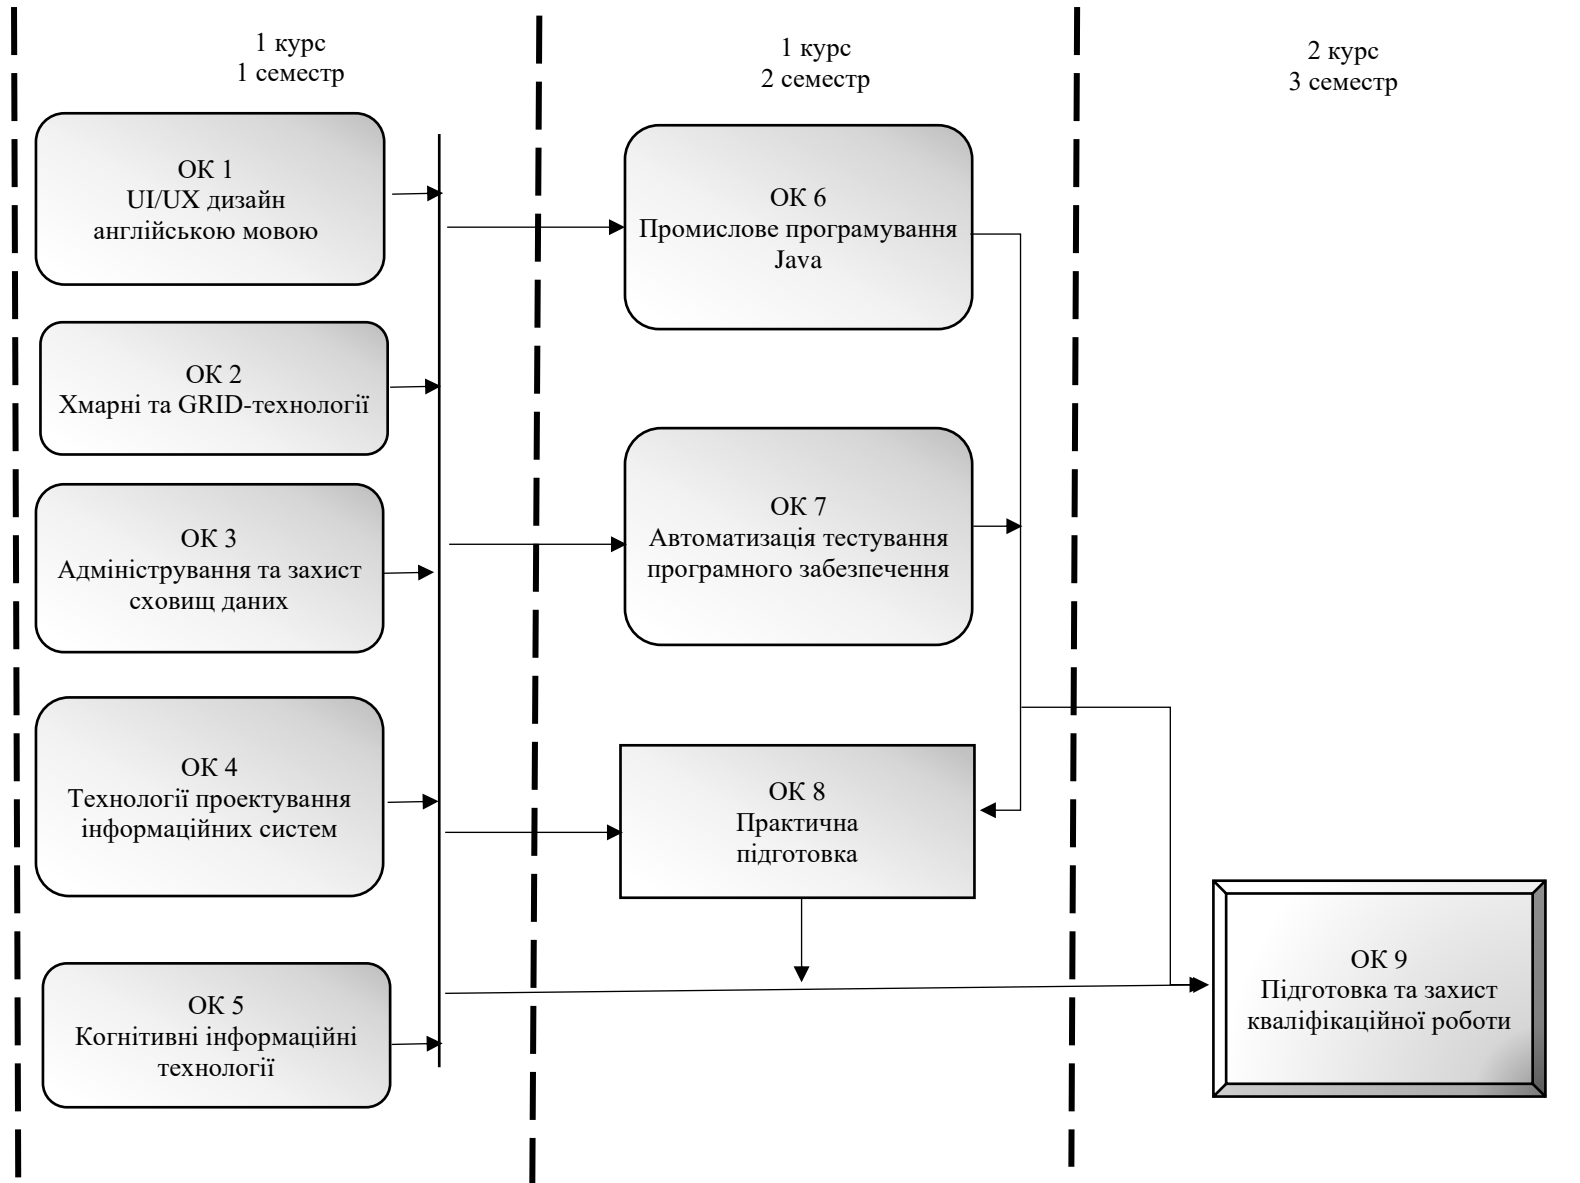 1 курс
1 семестр
1 курс
2 семестр
2 курс
3 семестр
ОК 1
UI/UX дизайн
англійською мовою
ОК 2
Хмарні та GRID-технології
ОК 3
Адміністрування та захист
сховищ даних
ОК 4
Технології проектування
інформаційних систем
ОК 5
Когнітивні інформаційні
технології
ОК 6
Промислове програмування
Java
ОК 7
Автоматизація тестування
програмного забезпечення
ОК 8
Практична
підготовка
ОК 9
Підготовка та захист
кваліфікаційної роботи